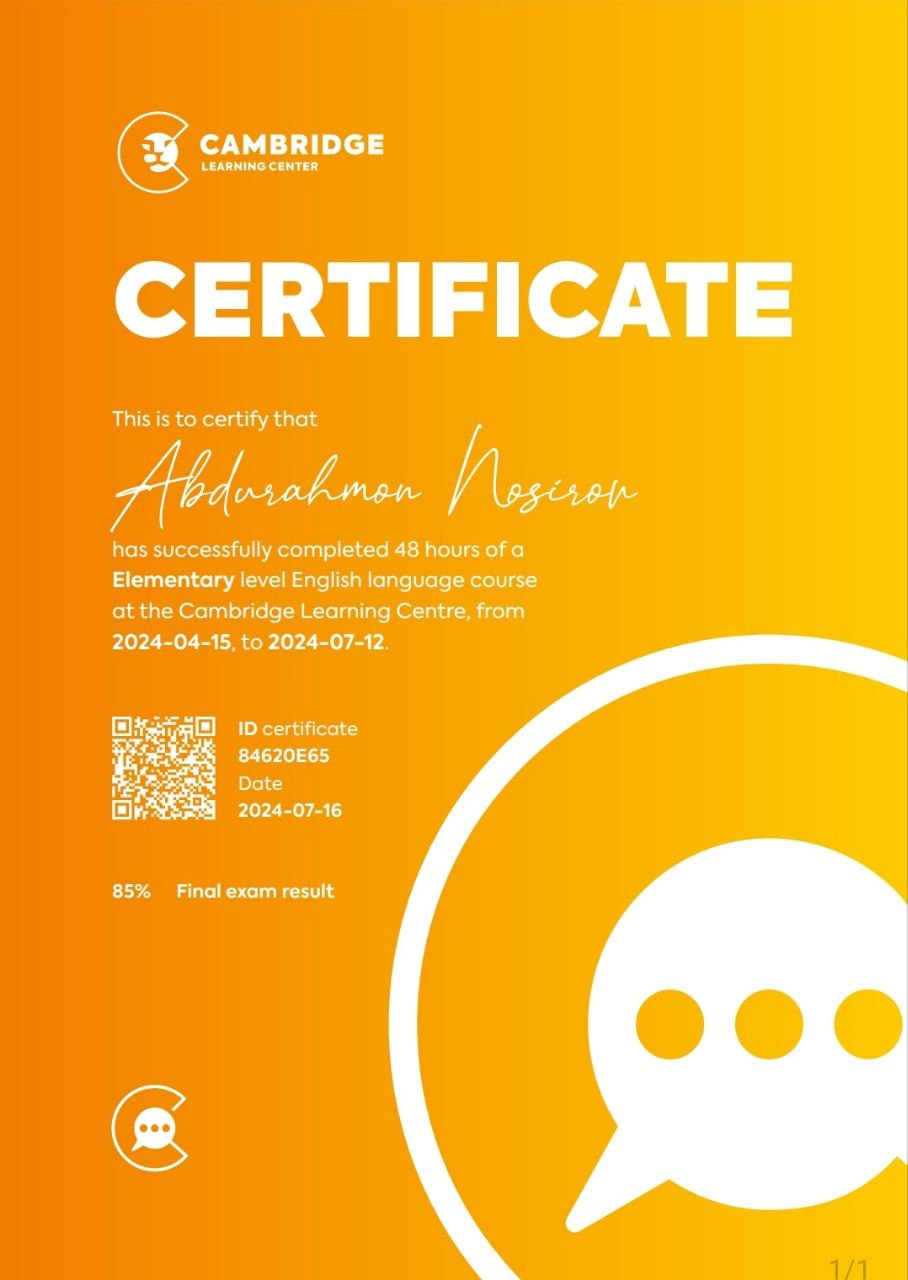 CAMBRIDGE
LEARNING CENTER
CERTIFICATE
This is to certify that
Abdurahmon Nosirov
has successfully completed 48 hours of a
Elementary level English language course
at the Cambridge Learning Centre, from
2024-04-15, to 2024-07-12.
ID certificate
84620E65
Date
2024-07-16
85% Final exam result
1/1